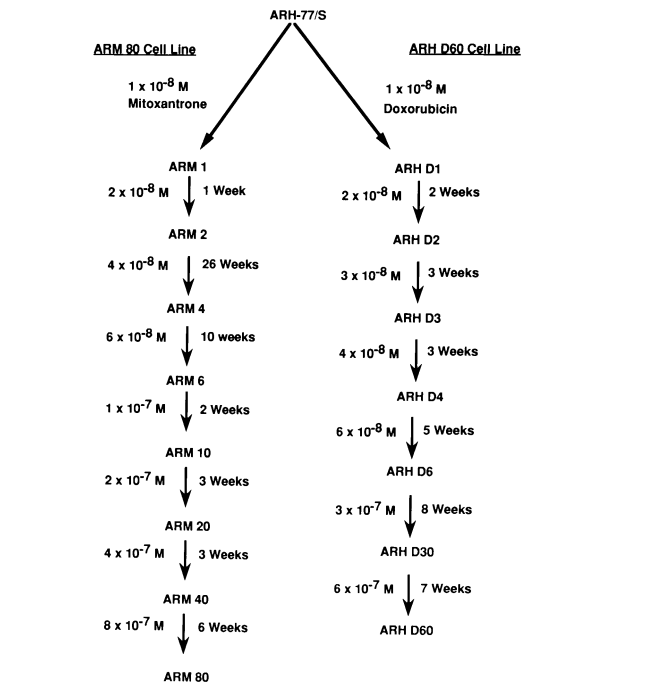 ARH-77/S
ARM 80 Cell Line
ARH D60 Cell Line
1 x 10-8 M
Mitoxantrone
1 x 10-8 M
Doxorubicin
ARM 1
2 x 10-8 M 1 Week
ARM 2
4 x 10-8 M 26 Weeks
ARM 4
6 x 10-8 M 10 weeks
ARM 6
1 x 10-7 M 2 Weeks
ARM 10
2 x 10-7 M 3 Weeks
ARM 20
4 x 10-7 M 3 Weeks
ARM 40
8 x 10-7 M 6 Weeks
ARM 80
ARH D1
2 x 10-8 M 2 Weeks
ARH D2
3 x 10-8 M 3 Weeks
ARH D3
4 x 10-8 M 3 Weeks
ARH D4
6 x 10-8 M 5 Weeks
ARH D6
3 x 10-7 M 8 Weeks
ARH D30
6 x 10-7 M 7 Weeks
ARH D60